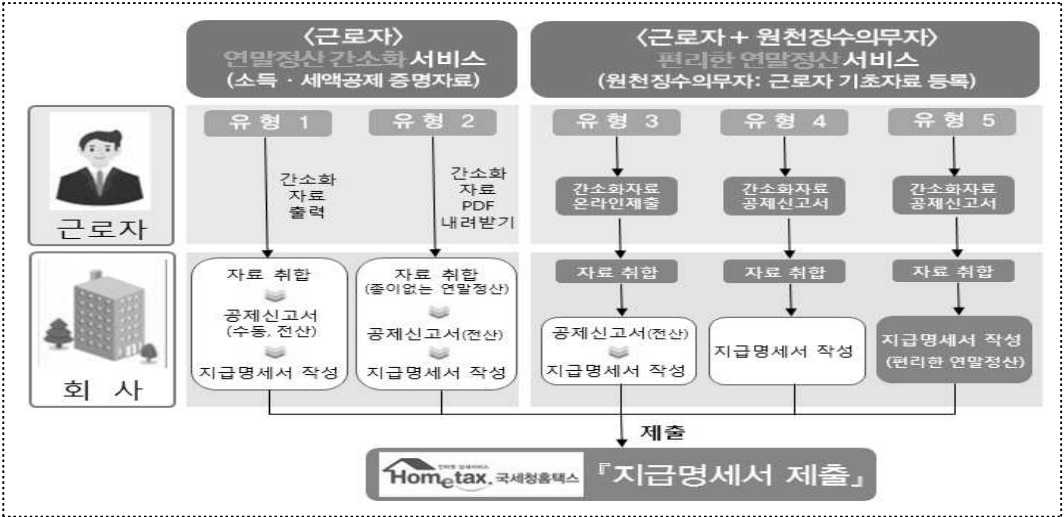 〈근로자〉
연말정산 간소화 서비스
(소득 · 세액공제 증명자료)
〈근로자 + 원천징수의무자〉
편리한 연말정산 서비스
(원천징수의무자: 근로자 기초자료 등록)
유형 1
유형 2
유형 3
유형 4
유형 5
근로자
간소화
자료
출력
간소화
자료
PDF
내려받기
간소화자료
온라인제출
간소화자료
공제신고서
간소화자료
공제신고서
회 사
자료 취합
공제신고서
(수동, 전산)
지급명세서 작성
자료 취합
(종이없는 연말정산)
공제신고서(전산)
지급명세서 작성
자료 취합
공제신고서(전산)
지급명세서 작성
자료 취합
지급명세서 작성
자료 취합
지급명세서 작성
(편리한 연말정산)
제출
Hometax. 국세청홈택스
『지급명세서 제출』